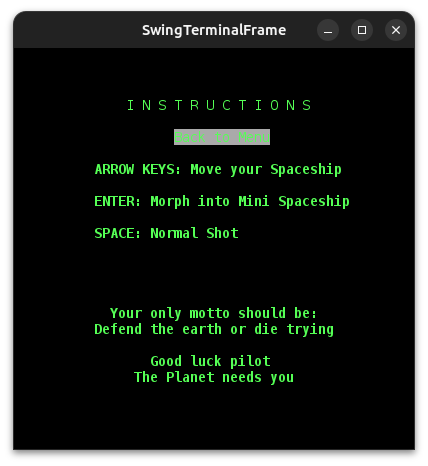 SwingTerminalFrame
I N S T R U C T I O N S
Back to Menu
ARROW KEYS: Move your Spaceship
ENTER: Morph into Mini Spaceship
SPACE: Normal Shot
Your only motto should be:
Defend the earth or die trying
Good luck pilot
The Planet needs you